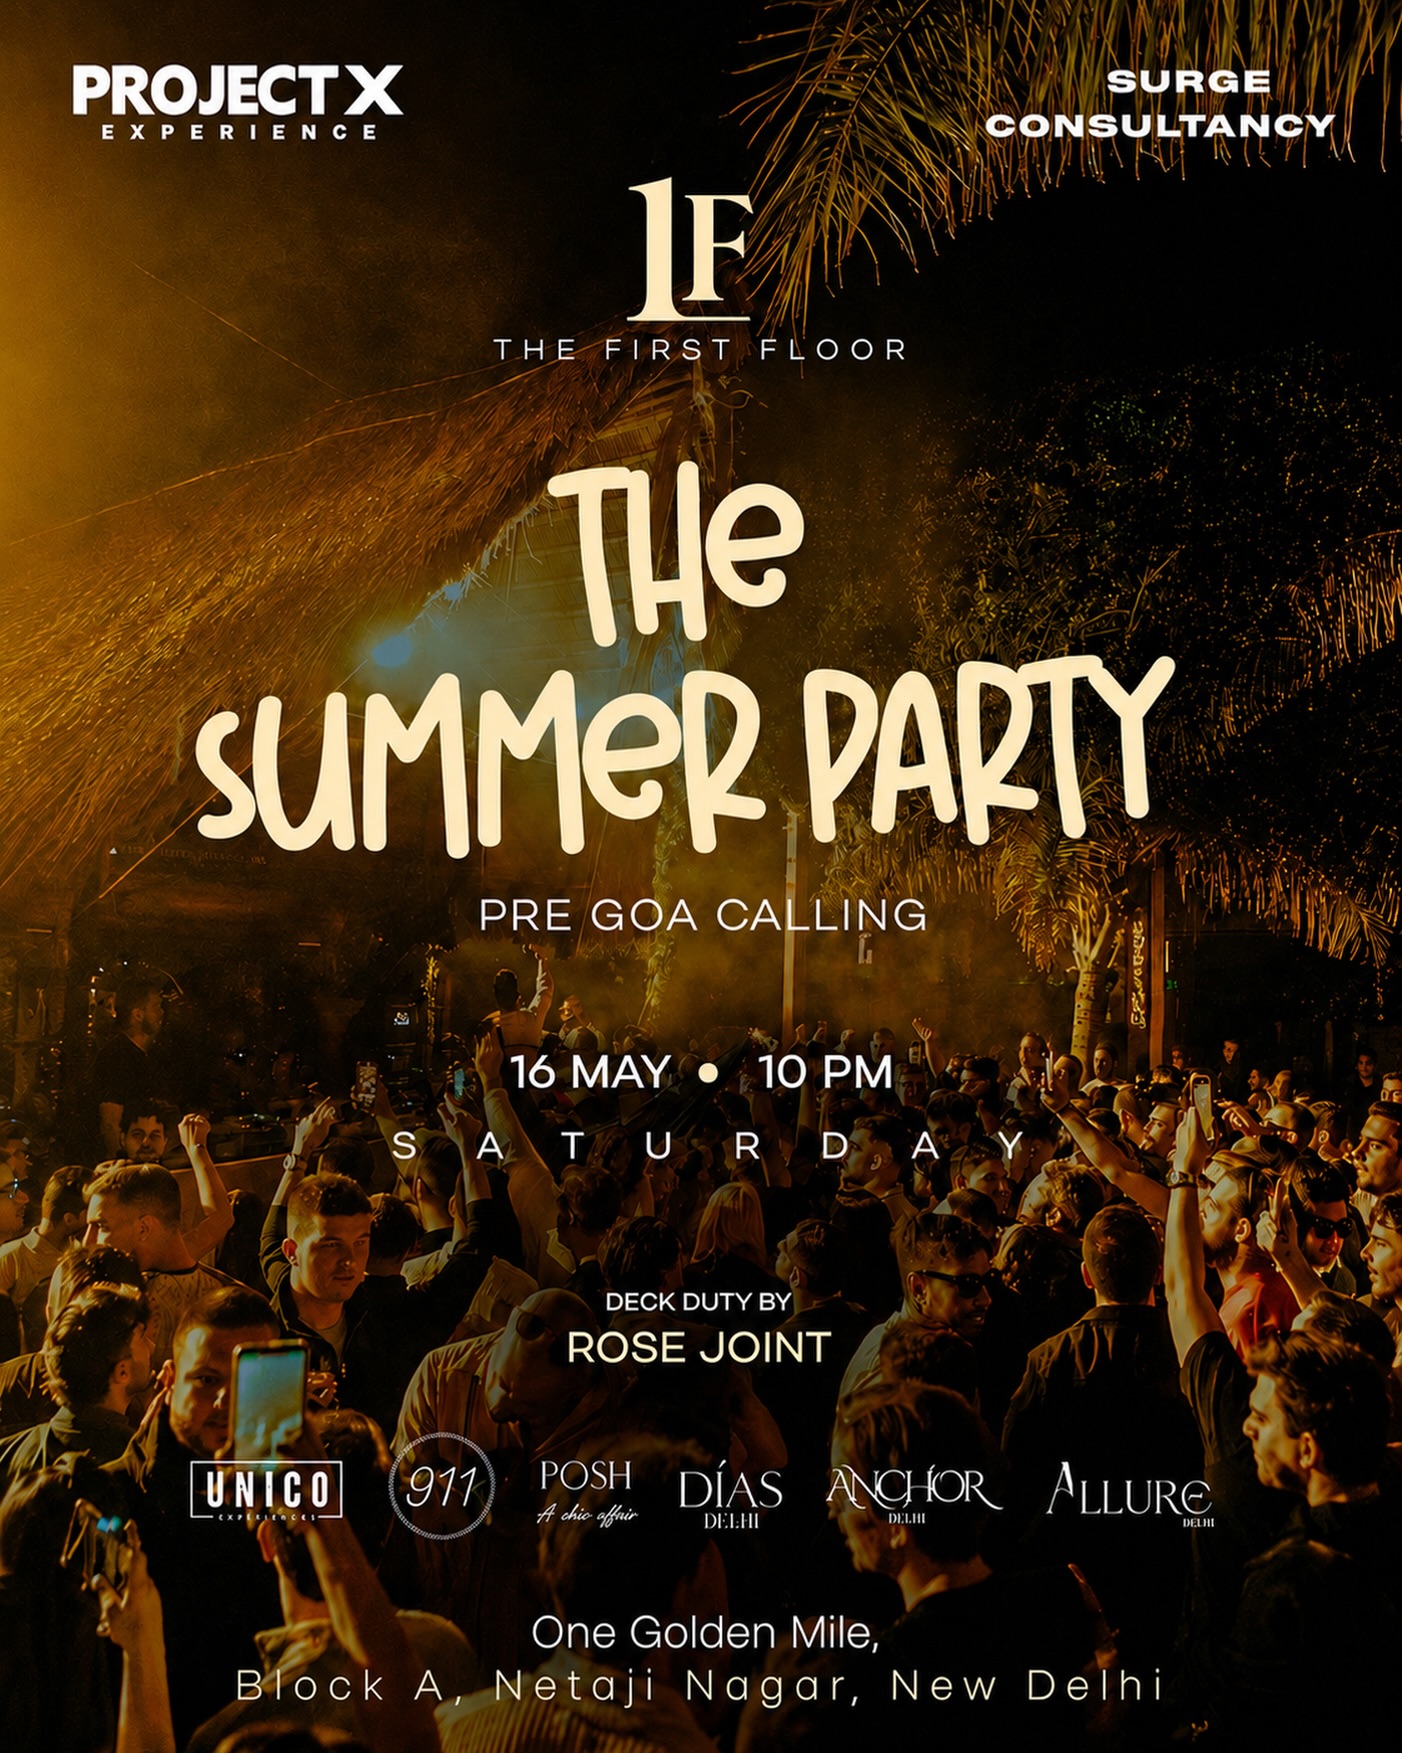 PROJECT X
EXPERIENCE
SURGE
CONSULTANCY
1F
THE FIRST FLOOR
THe
SUMMeR PARTY
PRE GOA CALLING
16 MAY • 10 PM
SATURDAY
DECK DUTY BY
ROSE JOINT
UNICO
EXPERIENCES
911
POSH
A chic affair
DÍAS
DELHI
ANCHOR
DELHI
ALLURE
DELHI
One Golden Mile,
Block A, Netaji Nagar, New Delhi